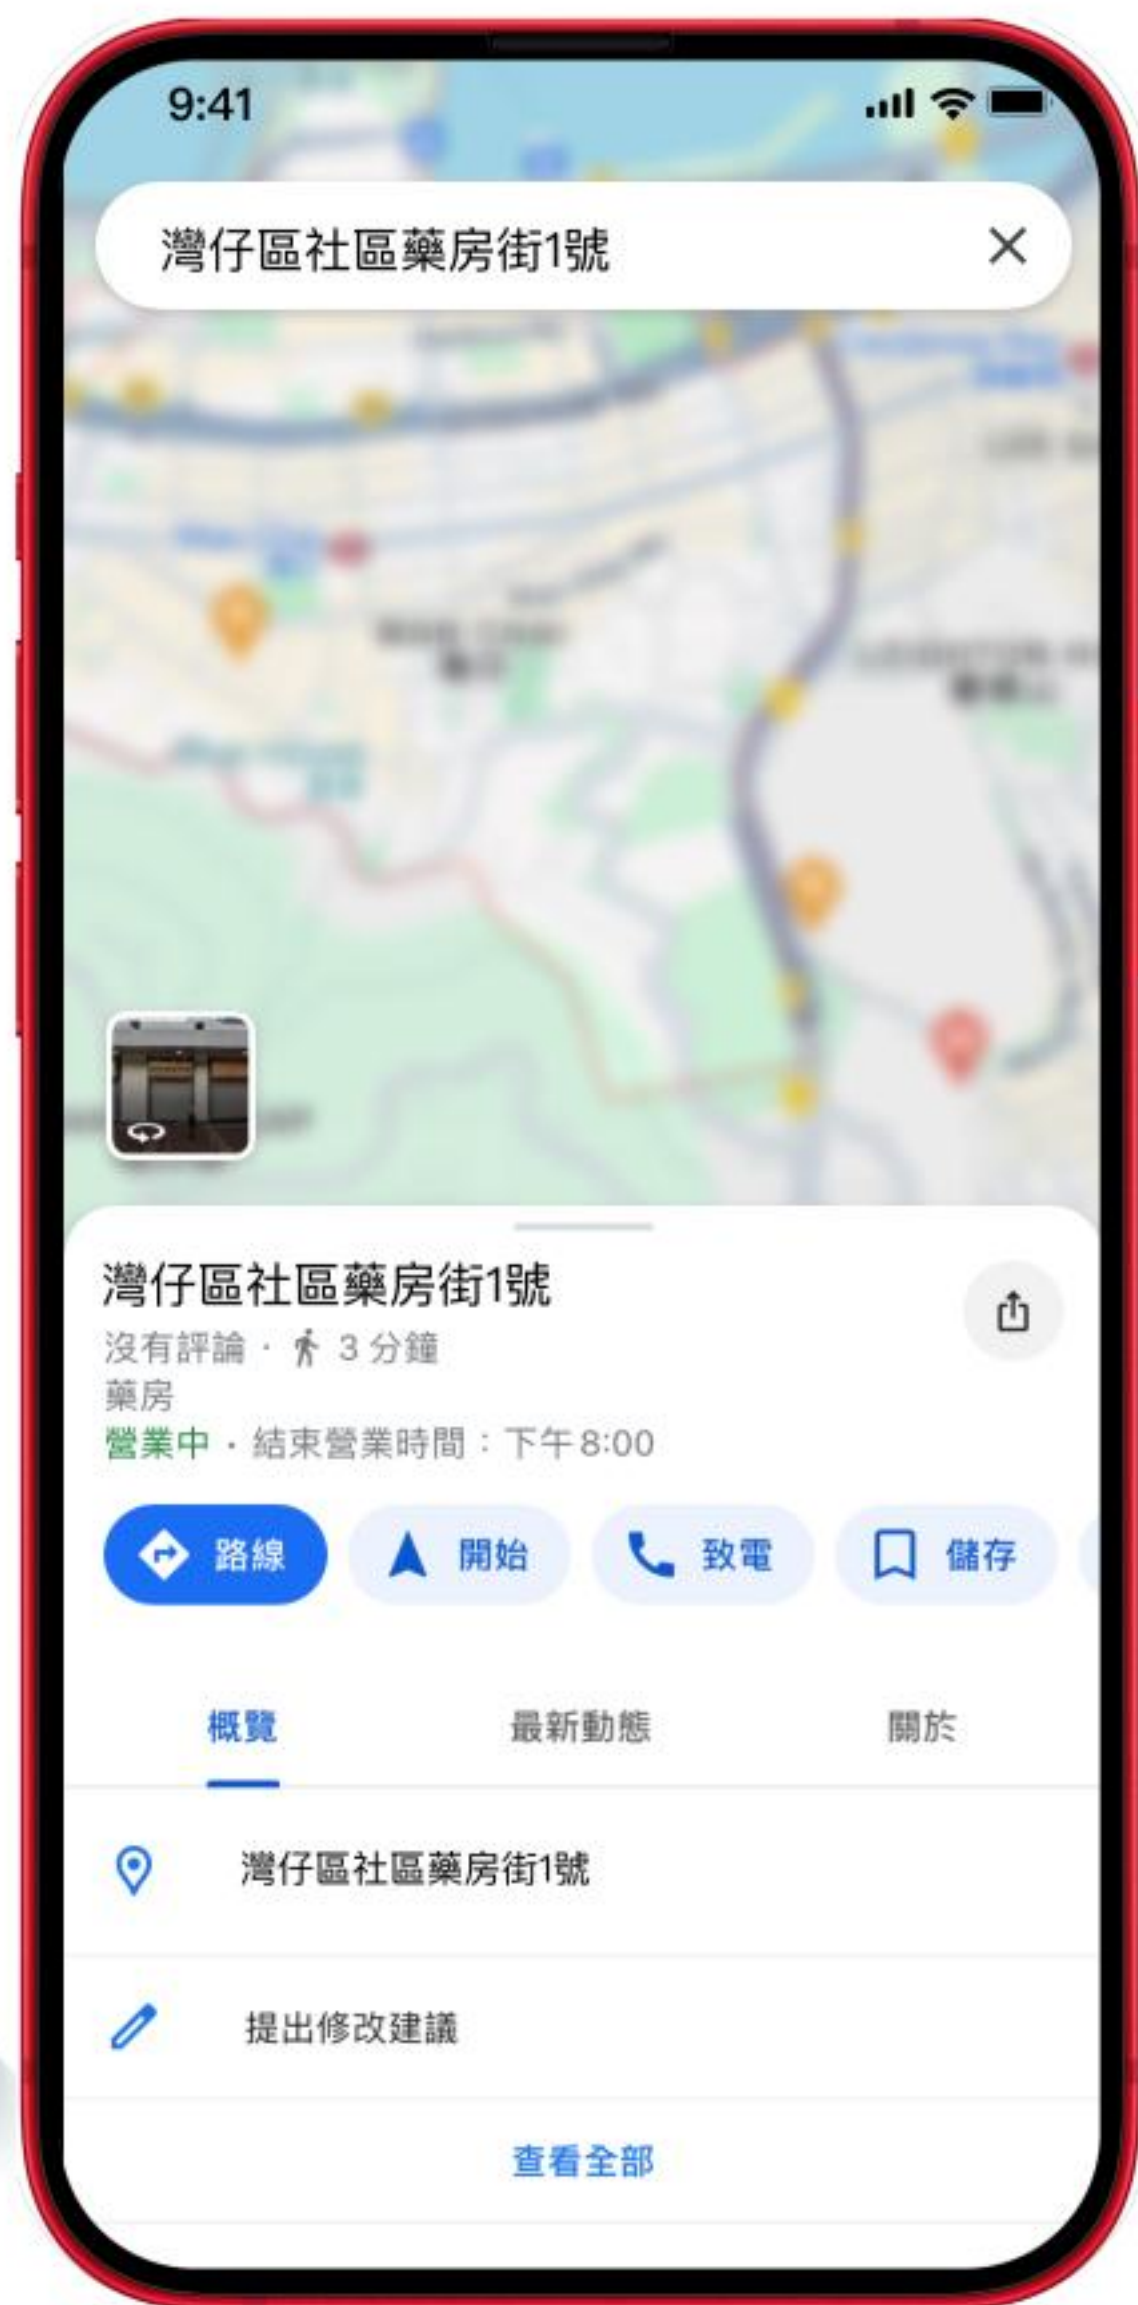 9:41
灣仔區社區藥房街1號
灣仔區社區藥房街1號
沒有評論 · 3 分鐘
藥房
營業中 · 結束營業時間：下午 8:00
路線 開始 致電 儲存
概覽 最新動態 關於
灣仔區社區藥房街1號
提出修改建議
查看全部